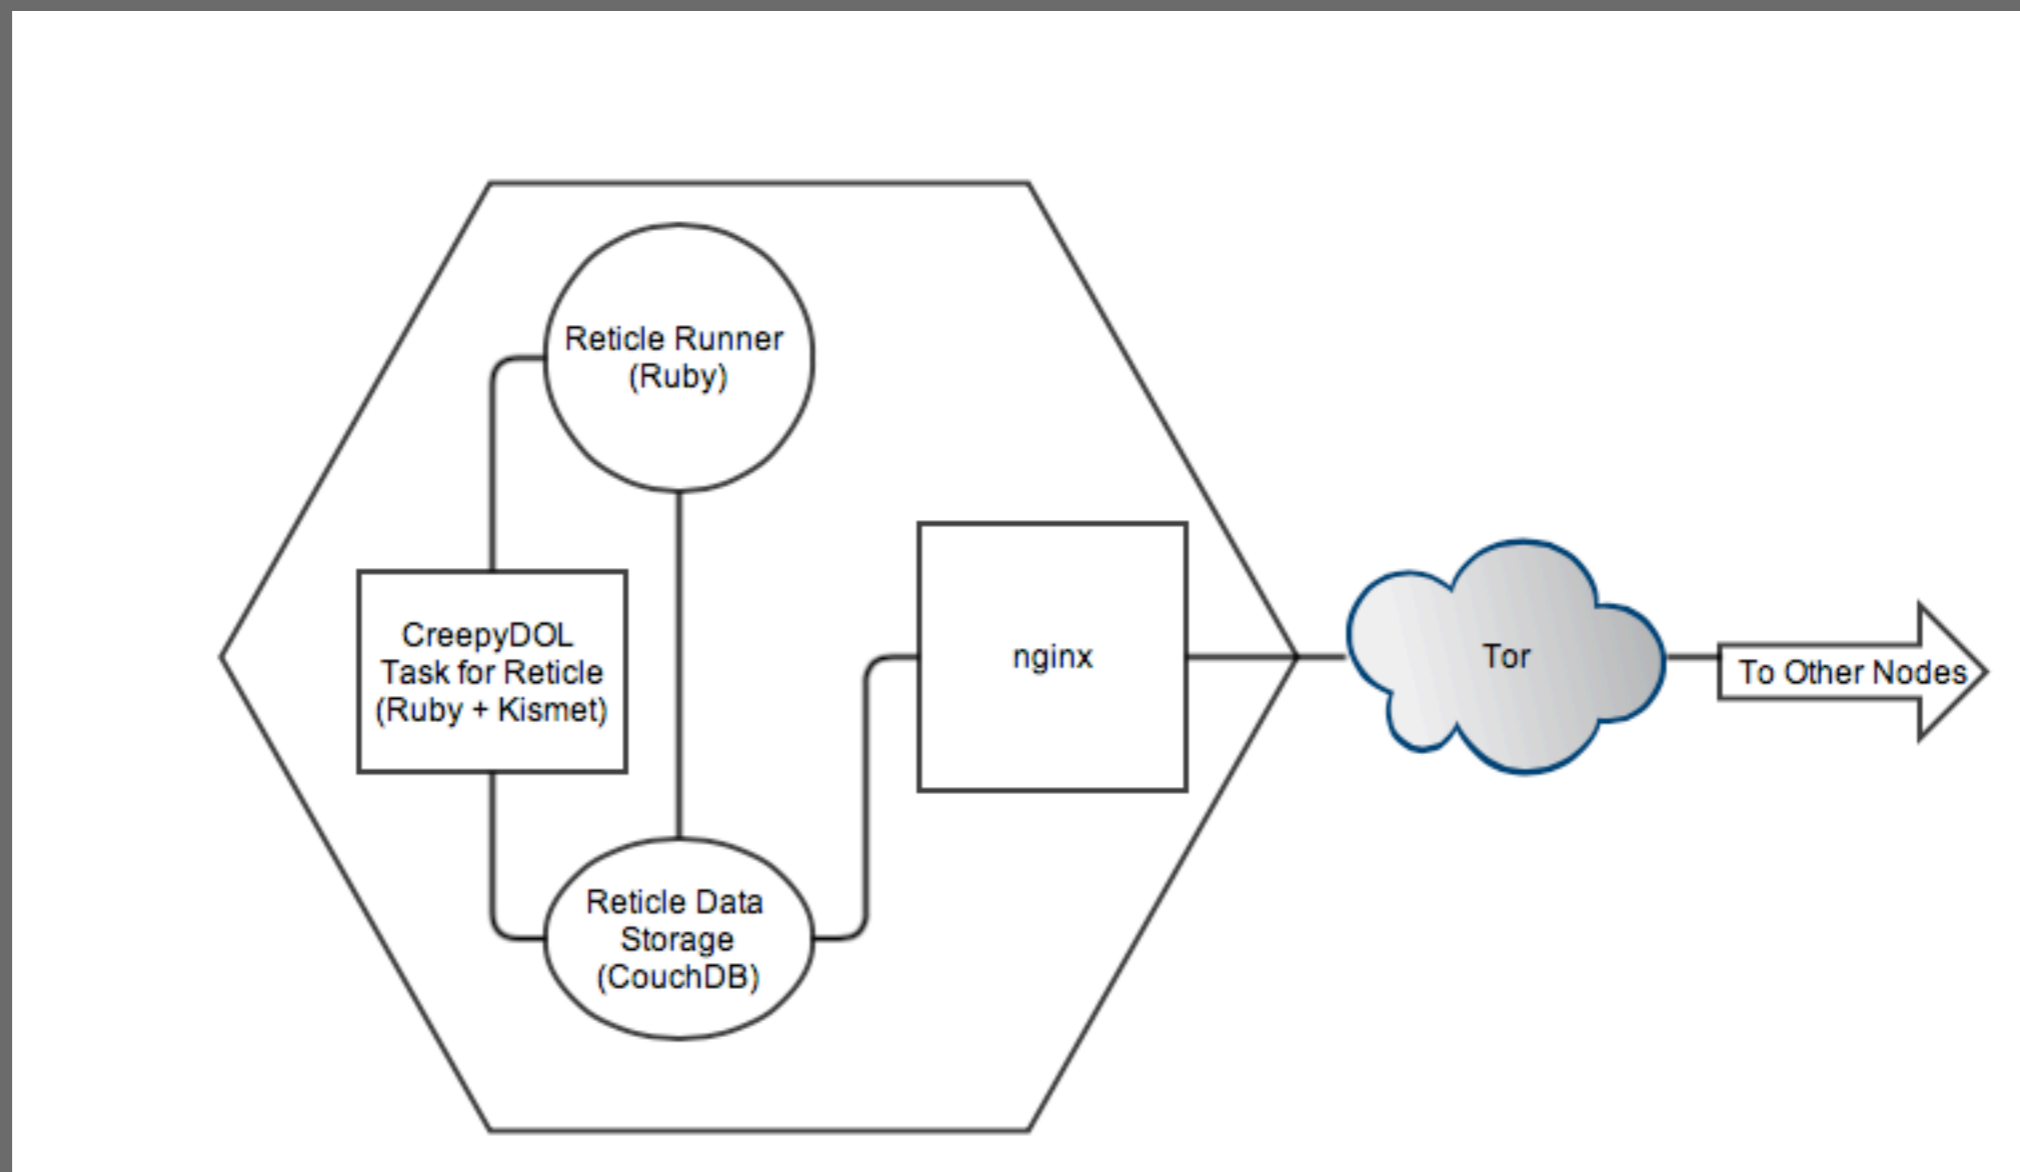 Reticle Runner
(Ruby)
CreepyDOL
Task for Reticle
(Ruby + Kismet)
nginx
Tor
To Other Nodes
Reticle Data
Storage
(CouchDB)